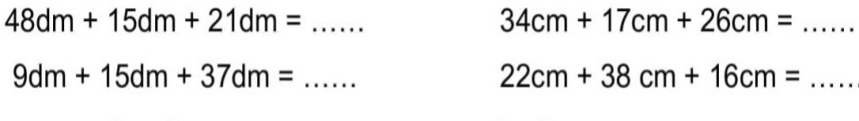 48dm + 15dm + 21dm = ...... 34cm + 17cm + 26cm = ......
9dm + 15dm + 37dm = ...... 22cm + 38 cm + 16cm = ......